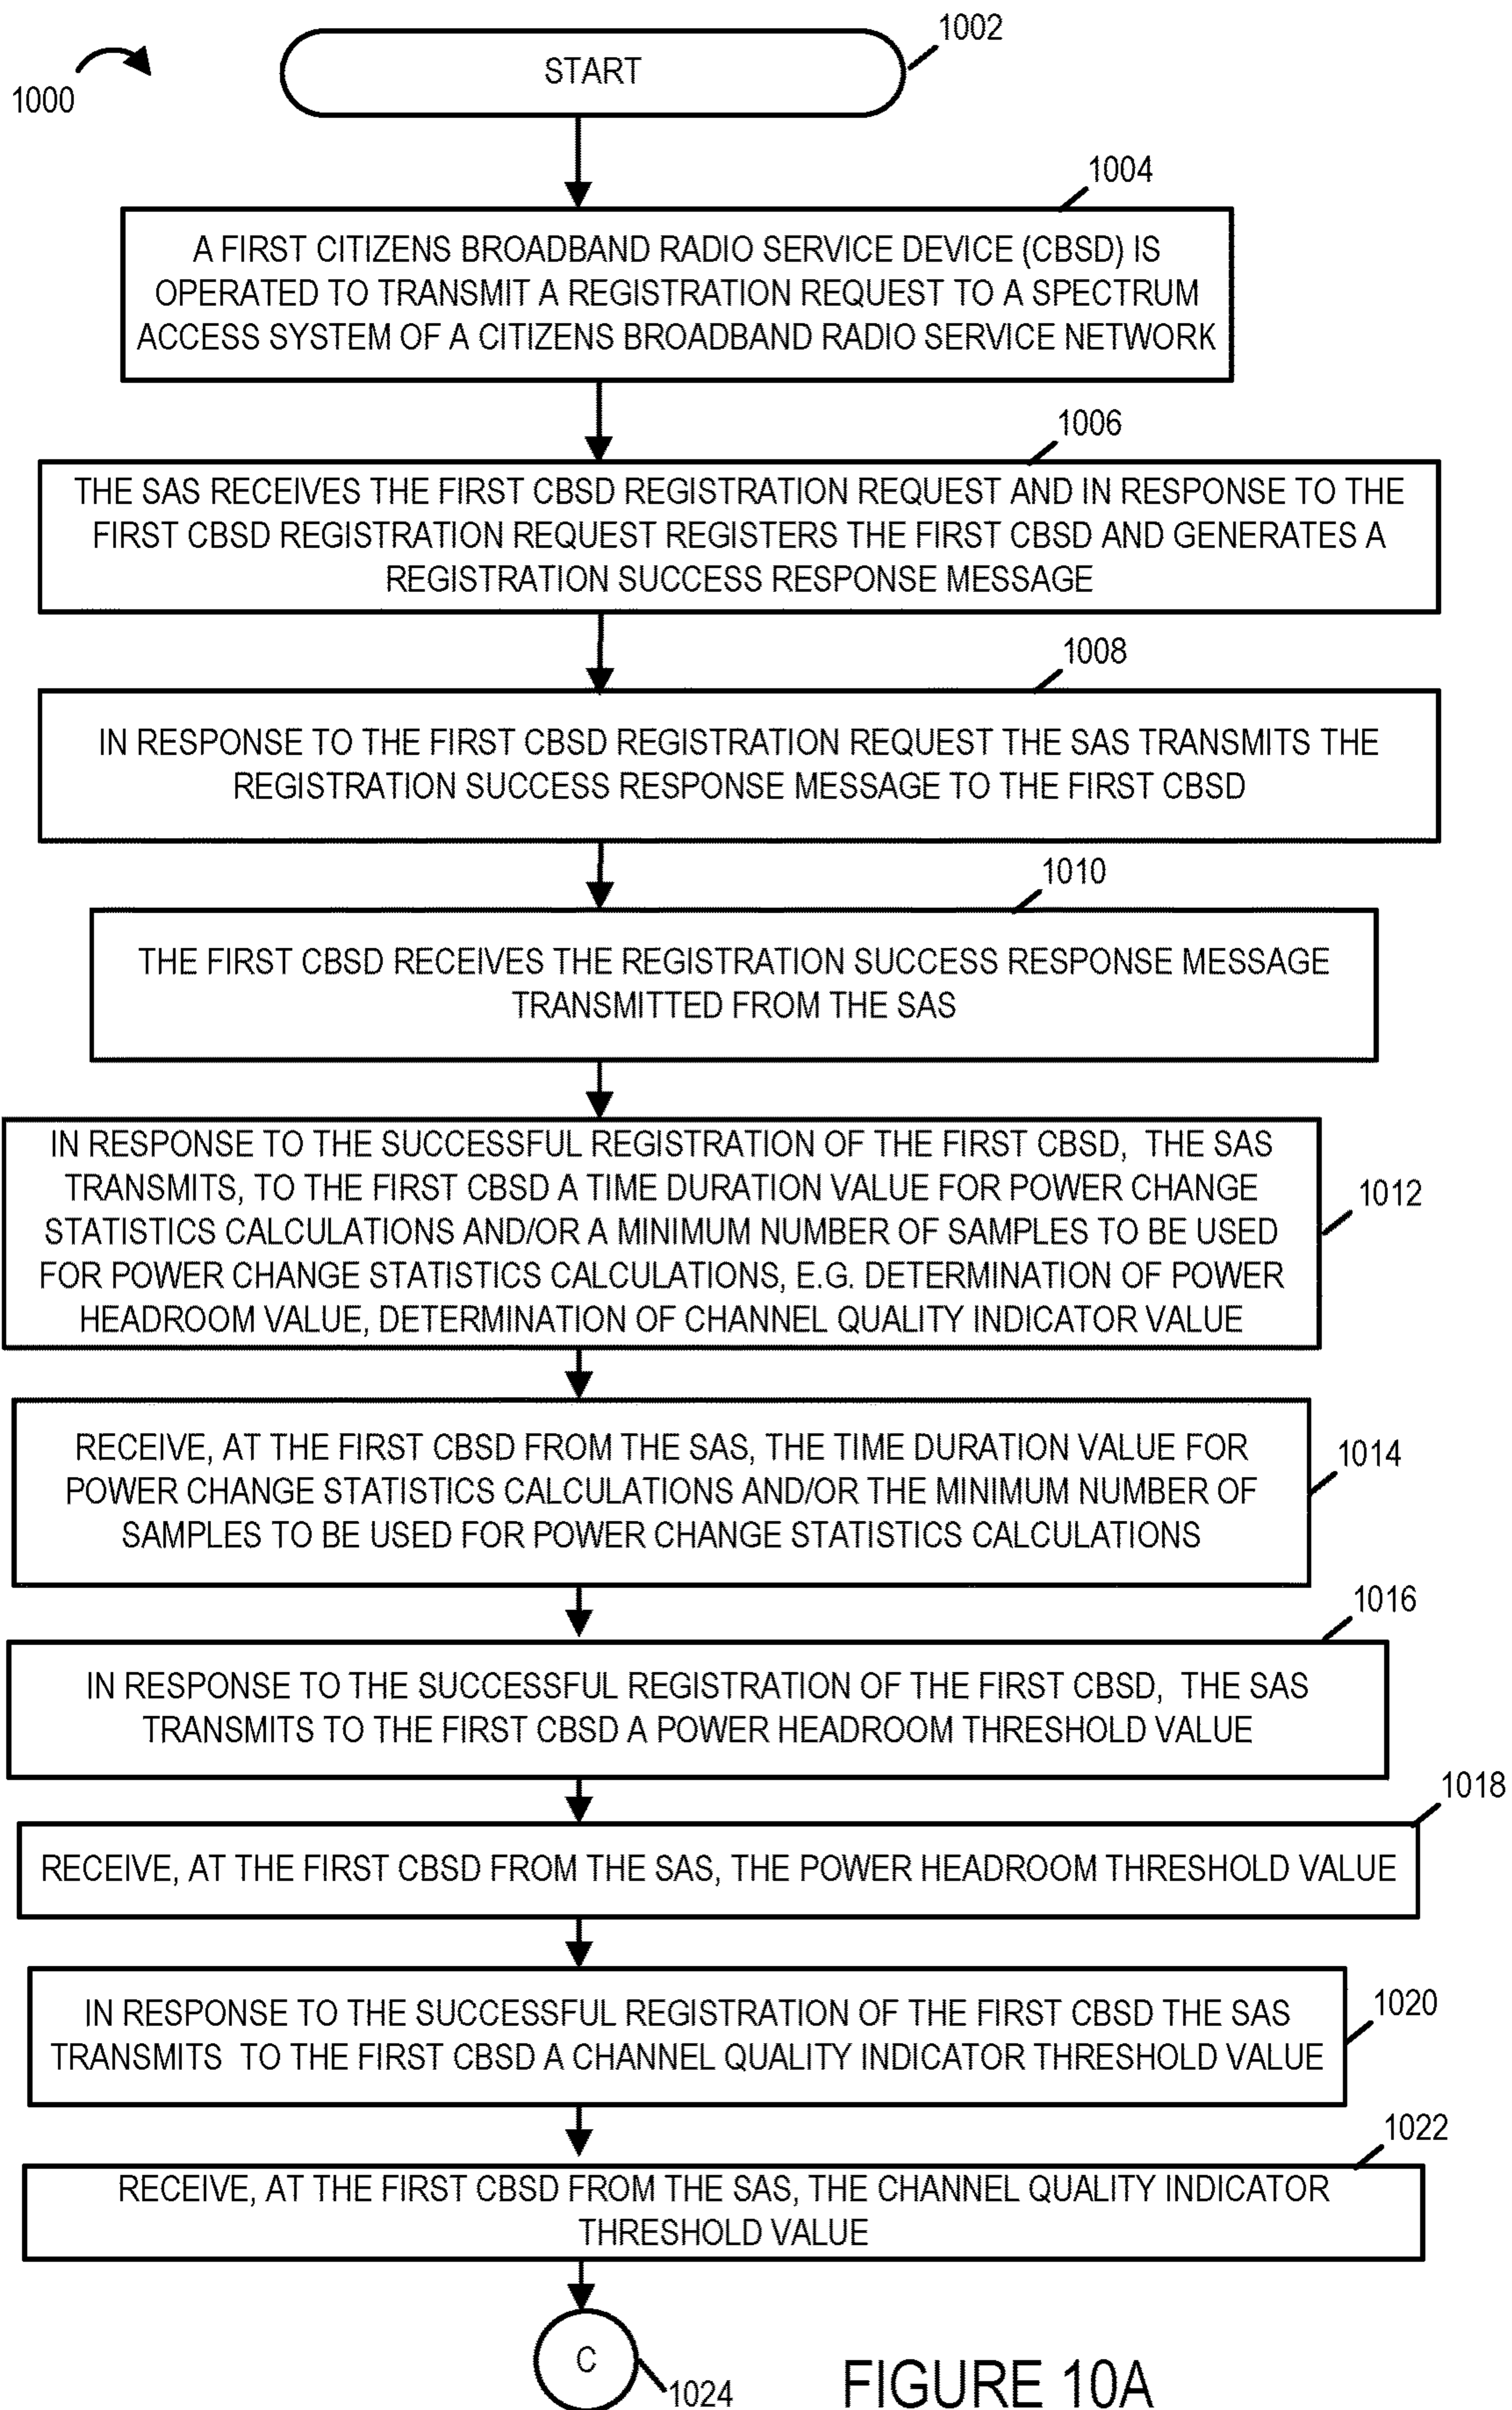 1002
1000
START
1004
A FIRST CITIZENS BROADBAND RADIO SERVICE DEVICE (CBSD) IS
OPERATED TO TRANSMIT A REGISTRATION REQUEST TO A SPECTRUM
ACCESS SYSTEM OF A CITIZENS BROADBAND RADIO SERVICE NETWORK
1006
THE SAS RECEIVES THE FIRST CBSD REGISTRATION REQUEST AND IN RESPONSE TO THE
FIRST CBSD REGISTRATION REQUEST REGISTERS THE FIRST CBSD AND GENERATES A
REGISTRATION SUCCESS RESPONSE MESSAGE
1008
IN RESPONSE TO THE FIRST CBSD REGISTRATION REQUEST THE SAS TRANSMITS THE
REGISTRATION SUCCESS RESPONSE MESSAGE TO THE FIRST CBSD
1010
THE FIRST CBSD RECEIVES THE REGISTRATION SUCCESS RESPONSE MESSAGE
TRANSMITTED FROM THE SAS
IN RESPONSE TO THE SUCCESSFUL REGISTRATION OF THE FIRST CBSD, THE SAS
TRANSMITS, TO THE FIRST CBSD A TIME DURATION VALUE FOR POWER CHANGE
STATISTICS CALCULATIONS AND/OR A MINIMUM NUMBER OF SAMPLES TO BE USED
FOR POWER CHANGE STATISTICS CALCULATIONS, E.G. DETERMINATION OF POWER
HEADROOM VALUE, DETERMINATION OF CHANNEL QUALITY INDICATOR VALUE
1012
RECEIVE, AT THE FIRST CBSD FROM THE SAS, THE TIME DURATION VALUE FOR
POWER CHANGE STATISTICS CALCULATIONS AND/OR THE MINIMUM NUMBER OF
SAMPLES TO BE USED FOR POWER CHANGE STATISTICS CALCULATIONS
1014
1016
IN RESPONSE TO THE SUCCESSFUL REGISTRATION OF THE FIRST CBSD, THE SAS
TRANSMITS TO THE FIRST CBSD A POWER HEADROOM THRESHOLD VALUE
1018
RECEIVE, AT THE FIRST CBSD FROM THE SAS, THE POWER HEADROOM THRESHOLD VALUE
IN RESPONSE TO THE SUCCESSFUL REGISTRATION OF THE FIRST CBSD THE SAS
TRANSMITS TO THE FIRST CBSD A CHANNEL QUALITY INDICATOR THRESHOLD VALUE
1020
1022
RECEIVE, AT THE FIRST CBSD FROM THE SAS, THE CHANNEL QUALITY INDICATOR
THRESHOLD VALUE
C
1024
FIGURE 10A